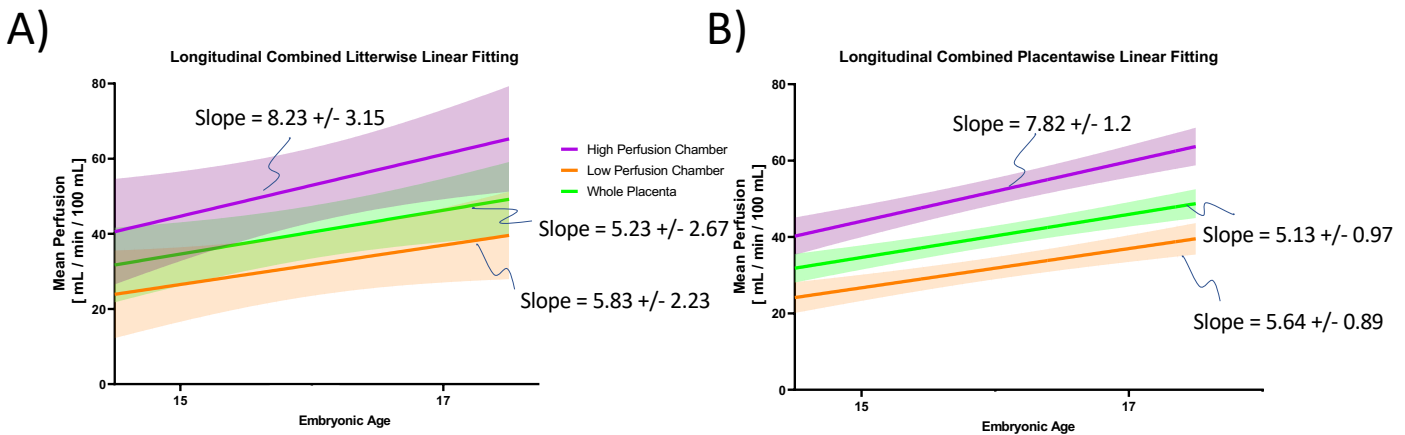 A)
Longitudinal Combined Litterwise Linear Fitting
80
60
40
20
0
Mean Perfusion
[ mL / min / 100 mL]
15
17
Embryonic Age
Slope = 8.23 +/- 3.15
High Perfusion Chamber
Low Perfusion Chamber
Whole Placenta
Slope = 5.23 +/- 2.67
Slope = 5.83 +/- 2.23
B)
Longitudinal Combined Placentawise Linear Fitting
80
60
40
20
0
Mean Perfusion
[ mL / min / 100 mL]
15
17
Embryonic Age
Slope = 7.82 +/- 1.2
Slope = 5.13 +/- 0.97
Slope = 5.64 +/- 0.89